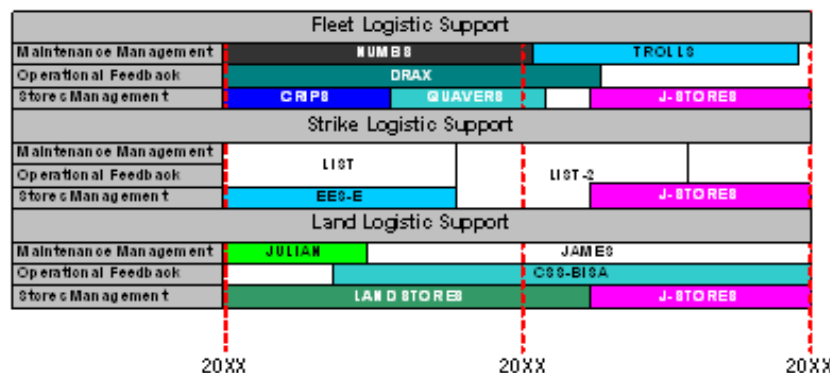 Fleet Logistic Support
Maintenance Management NUMBS TROLLS
Operational Feedback DRAX
Stores Management CRIPS QUAVERS J-STORES
Strike Logistic Support
Maintenance Management
LIST
Operational Feedback
LIST-2
Stores Management EES-E J-STORES
Land Logistic Support
Maintenance Management JULIAN JAMES
Operational Feedback CSS-BISA
Stores Management LAND STORES J-STORES
20XX 20XX 20XX